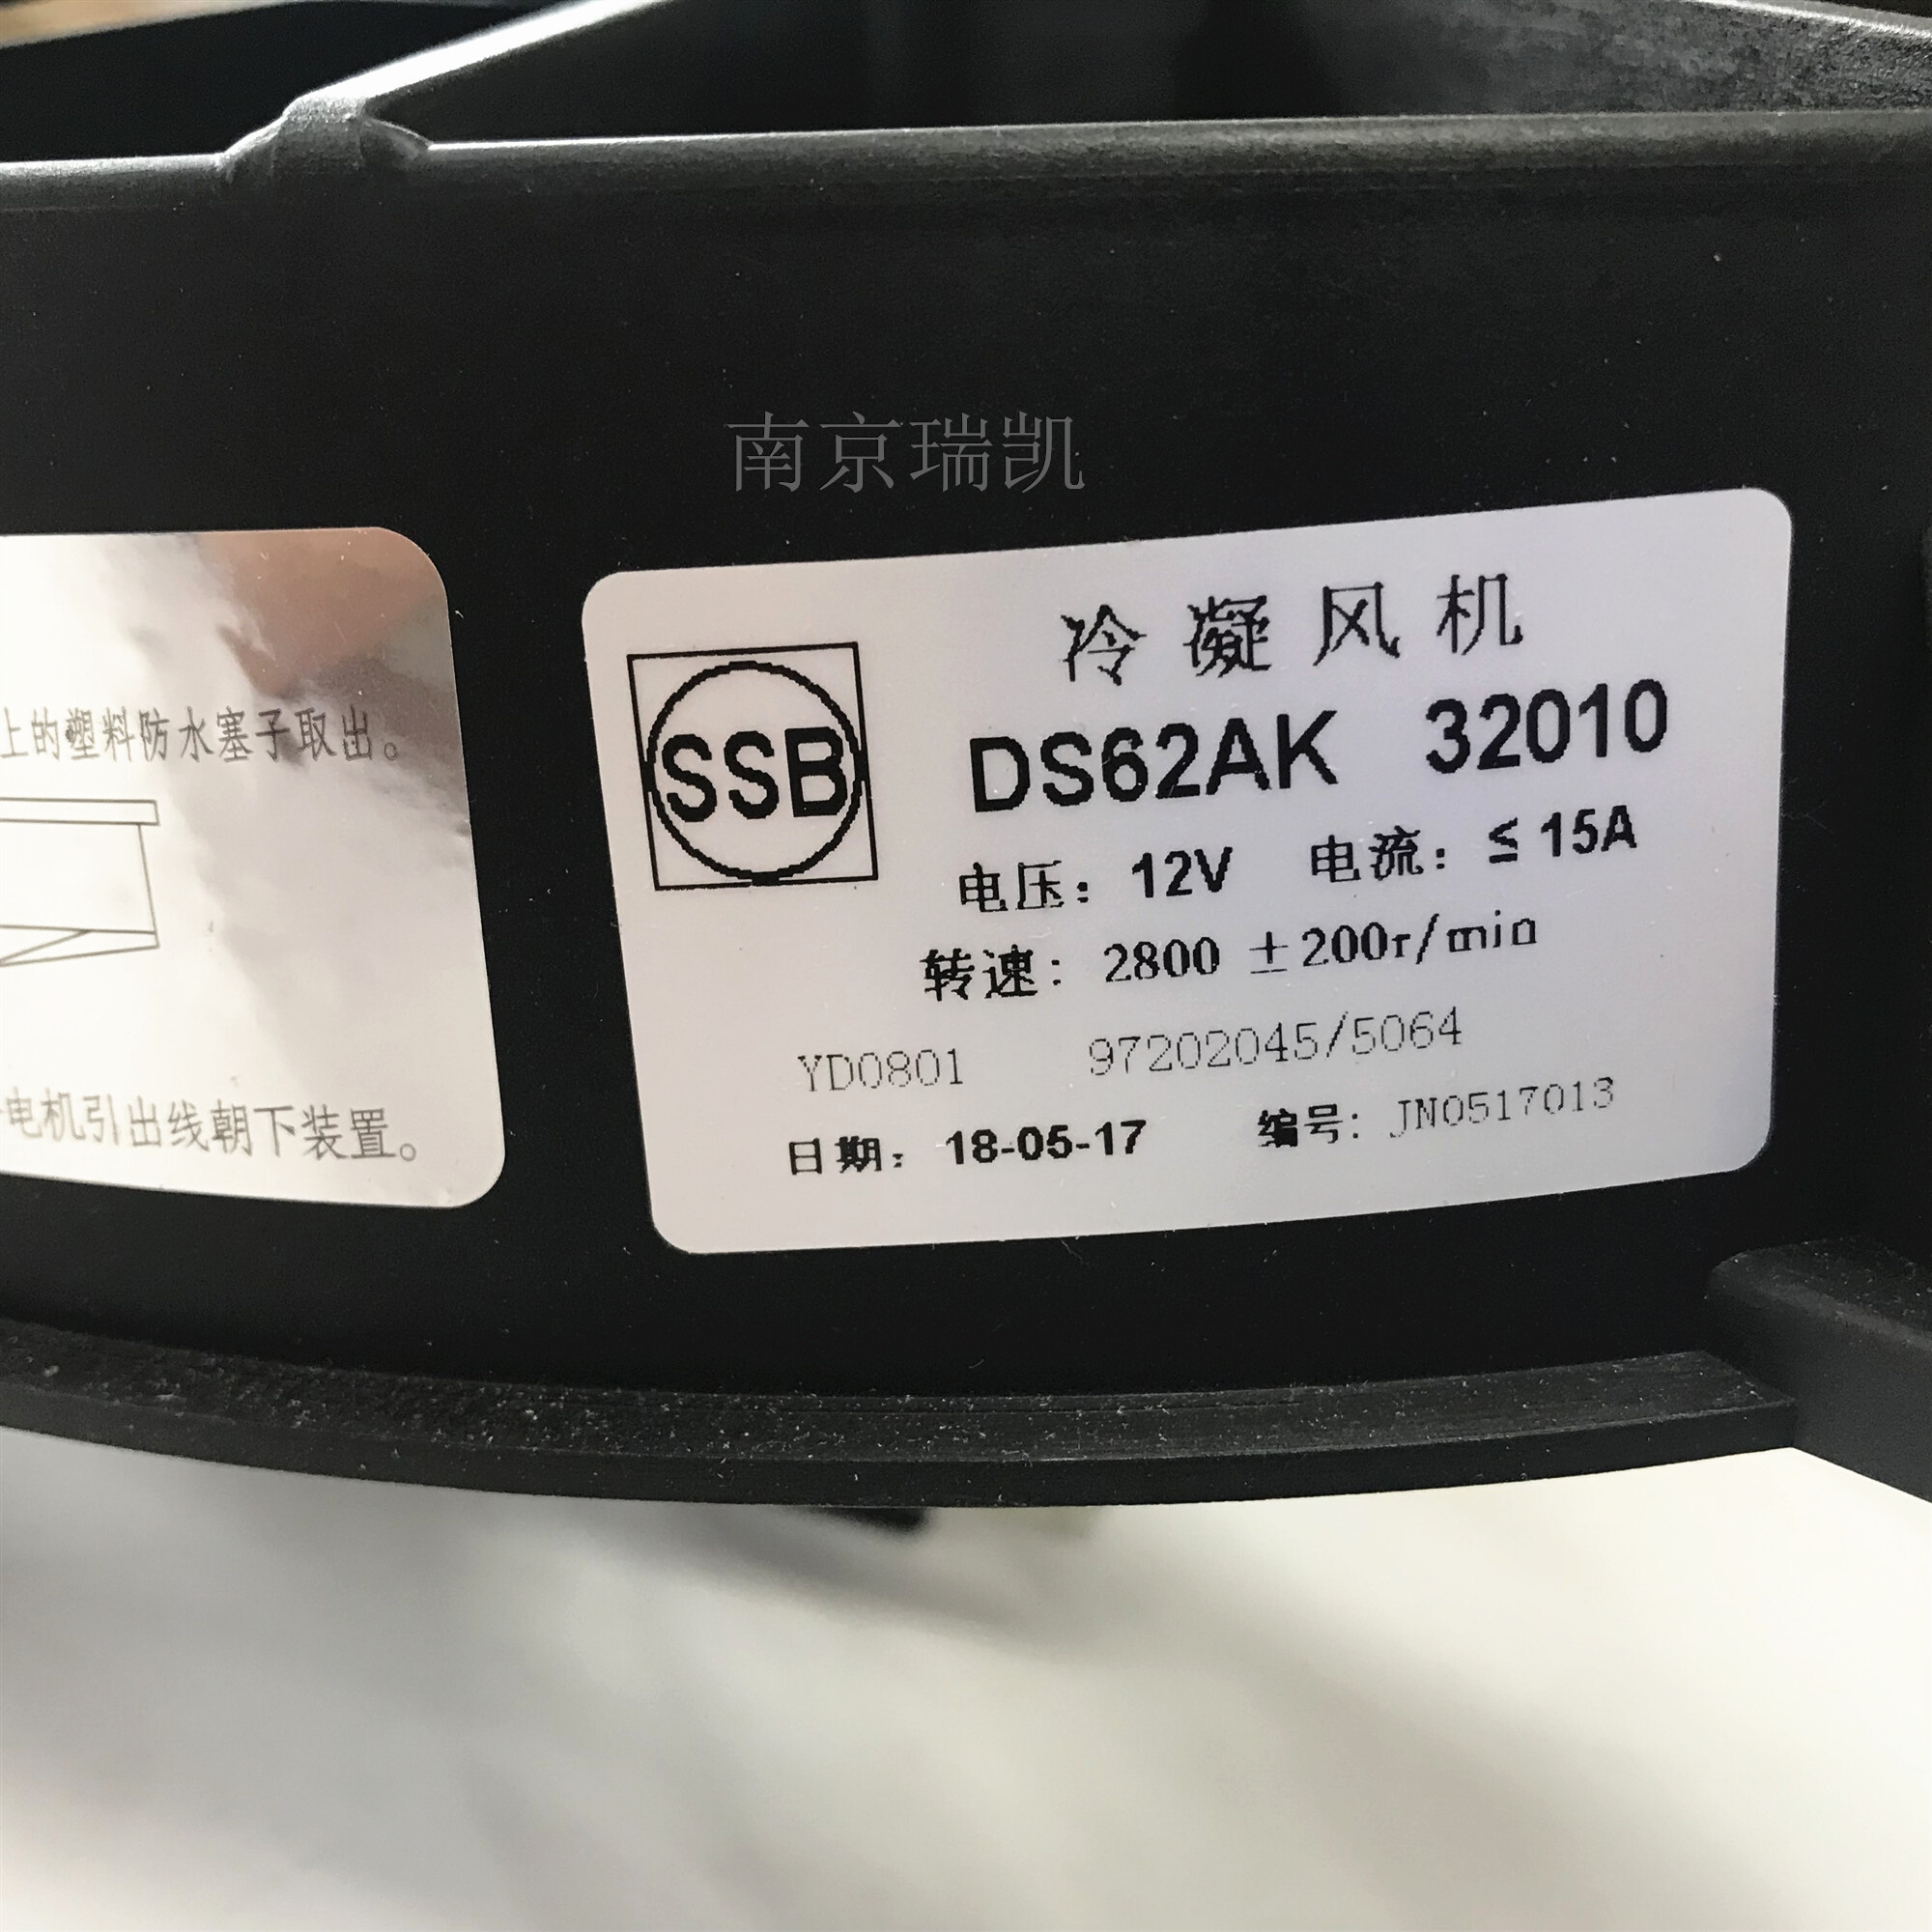 南京瑞凯
上的塑料防水塞子取出。
电机引出线朝下装置。
SSB
冷凝风机
DS62AK 32010
电压: 12V 电流: ≤ 15A
转速: 2800 ±200r/min
YD0801 97202045/5064
日期: 18-05-17 编号: JN0517013